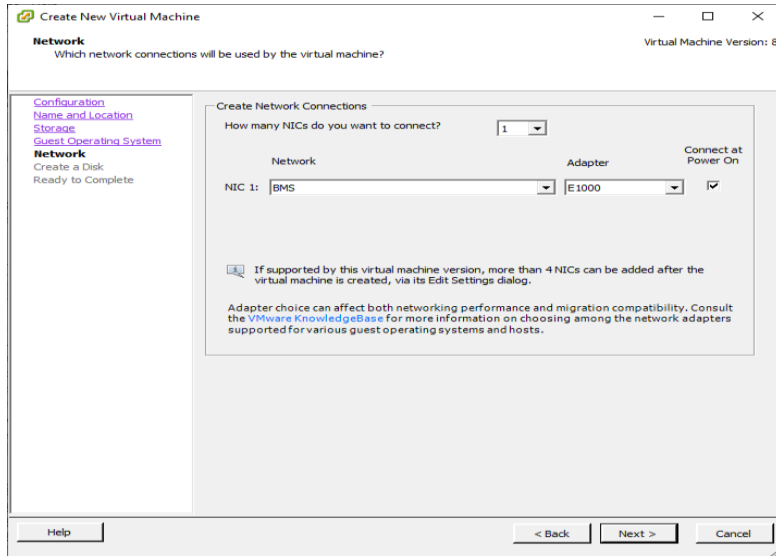 Create New Virtual Machine
Network
Which network connections will be used by the virtual machine?
Virtual Machine Version: 8
Configuration
Name and Location
Storage
Guest Operating System
Network
Create a Disk
Ready to Complete
Create Network Connections
How many NICs do you want to connect?
1
Network
Adapter
Connect at
Power On
NIC 1:
BMS
E1000
If supported by this virtual machine version, more than 4 NICs can be added after the
virtual machine is created, via its Edit Settings dialog.
Adapter choice can affect both networking performance and migration compatibility. Consult
the VMware KnowledgeBase for more information on choosing among the network adapters
supported for various guest operating systems and hosts.
Help
< Back
Next >
Cancel